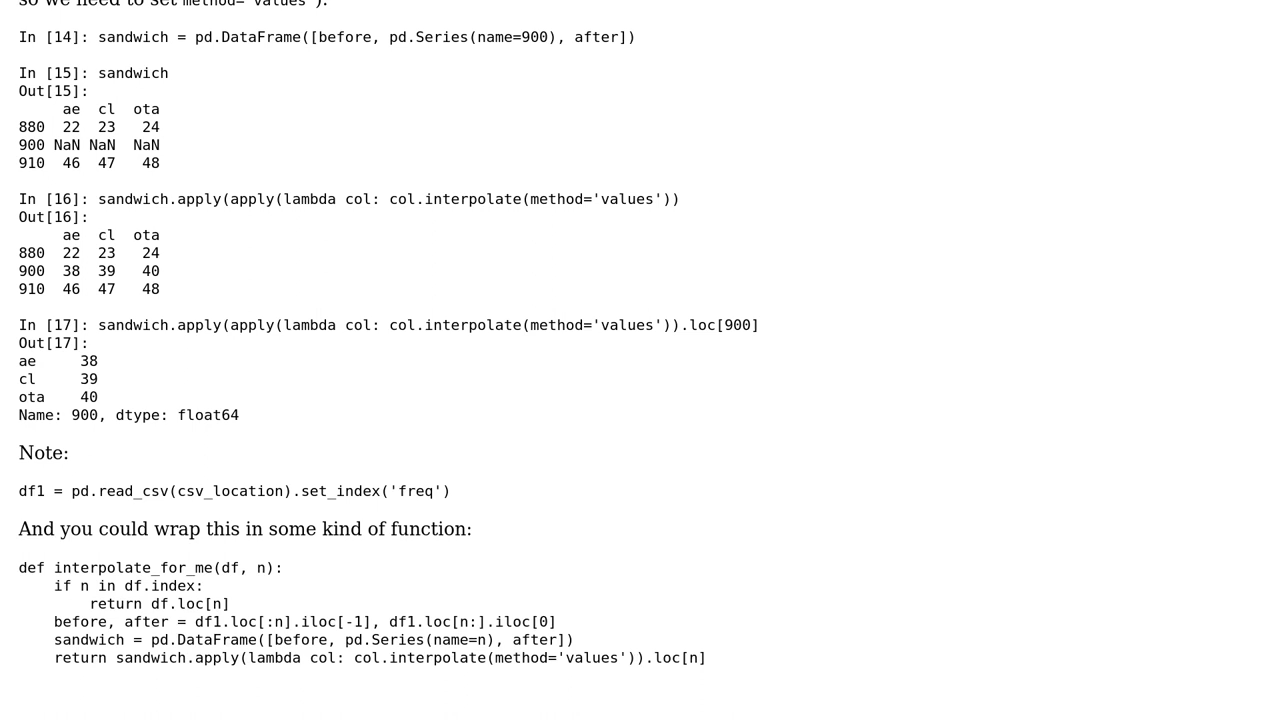 so we need to set method='values').
In [14]: sandwich = pd.DataFrame([before, pd.Series(name=900), after])
In [15]: sandwich
Out[15]:
     ae  cl  ota
880  22  23   24
900 NaN NaN  NaN
910  46  47   48
In [16]: sandwich.apply(apply(lambda col: col.interpolate(method='values'))
Out[16]:
     ae  cl  ota
880  22  23   24
900  38  39   40
910  46  47   48
In [17]: sandwich.apply(apply(lambda col: col.interpolate(method='values')).loc[900]
Out[17]:
ae     38
cl     39
ota    40
Name: 900, dtype: float64
Note:
df1 = pd.read_csv(csv_location).set_index('freq')
And you could wrap this in some kind of function:
def interpolate_for_me(df, n):
    if n in df.index:
        return df.loc[n]
    before, after = df1.loc[:n].iloc[-1], df1.loc[n:].iloc[0]
    sandwich = pd.DataFrame([before, pd.Series(name=n), after])
    return sandwich.apply(lambda col: col.interpolate(method='values')).loc[n]